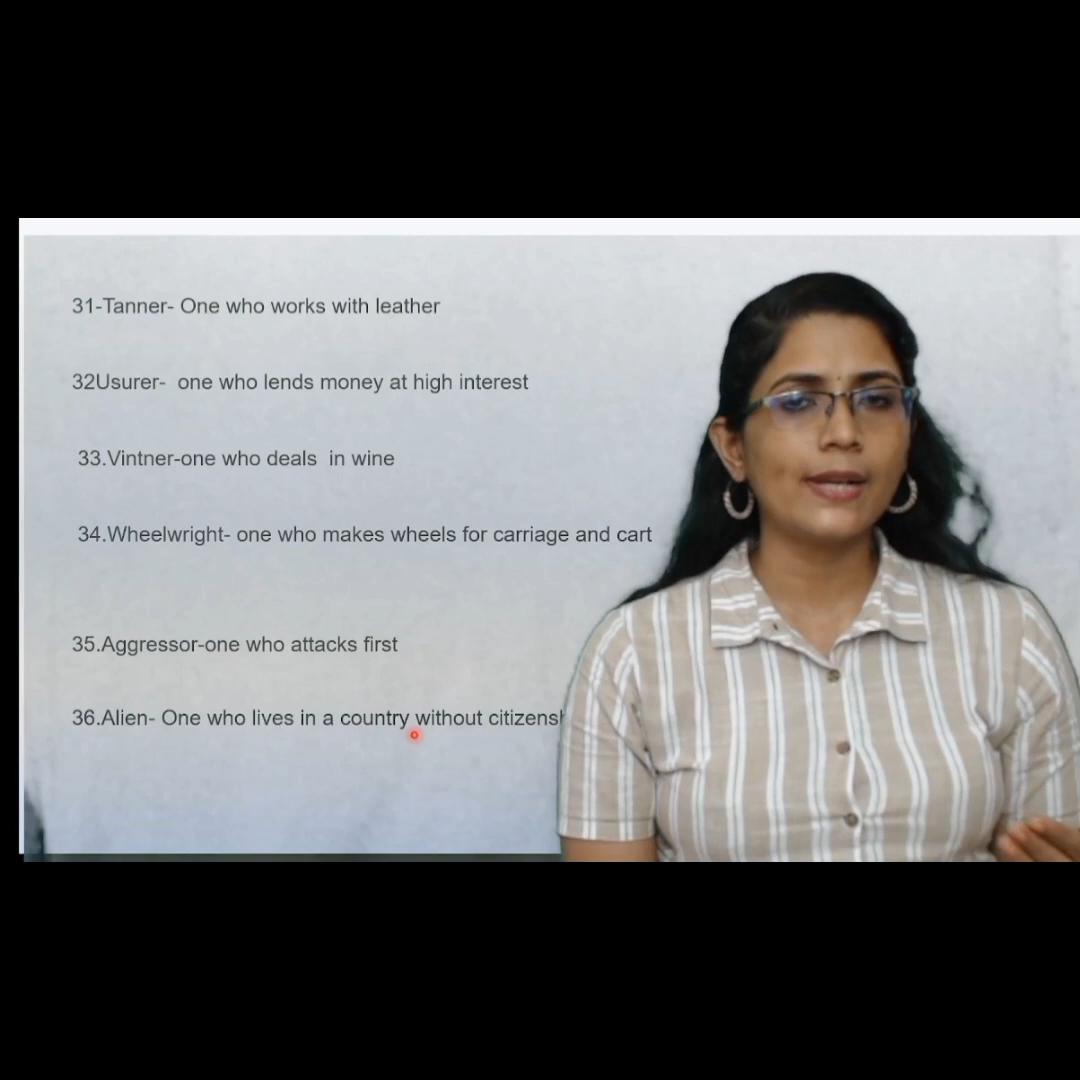 31-Tanner- One who works with leather
32Usurer-  one who lends money at high interest
33.Vintner-one who deals  in wine
34.Wheelwright- one who makes wheels for carriage and cart
35.Aggressor-one who attacks first
36.Alien- One who lives in a country without